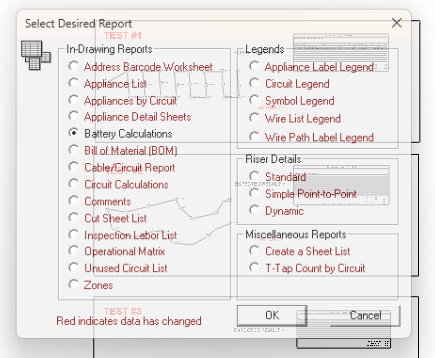 Select Desired Report
TEST #1
In-Drawing Reports
Address Barcode Worksheet
Appliance List
Appliances by Circuit
Appliance Detail Sheets
Battery Calculations
Bill of Material (BOM)
Cable/Circuit Report
Circuit Calculations
Comments
Cut Sheet List
Inspection Labor List
Operational Matrix
Unused Circuit List
Zones
Legends
Appliance Label Legend
Circuit Legend
Symbol Legend
Wire List Legend
Wire Path Label Legend
Riser Details
Standard
EXPECTED RESULT
Simple Point-to-Point
Dynamic
Miscellaneous Reports
Create a Sheet List
T-Tap Count by Circuit
TEST #3
Red indicates data has changed
OK
Cancel
EXPECTED RESULT